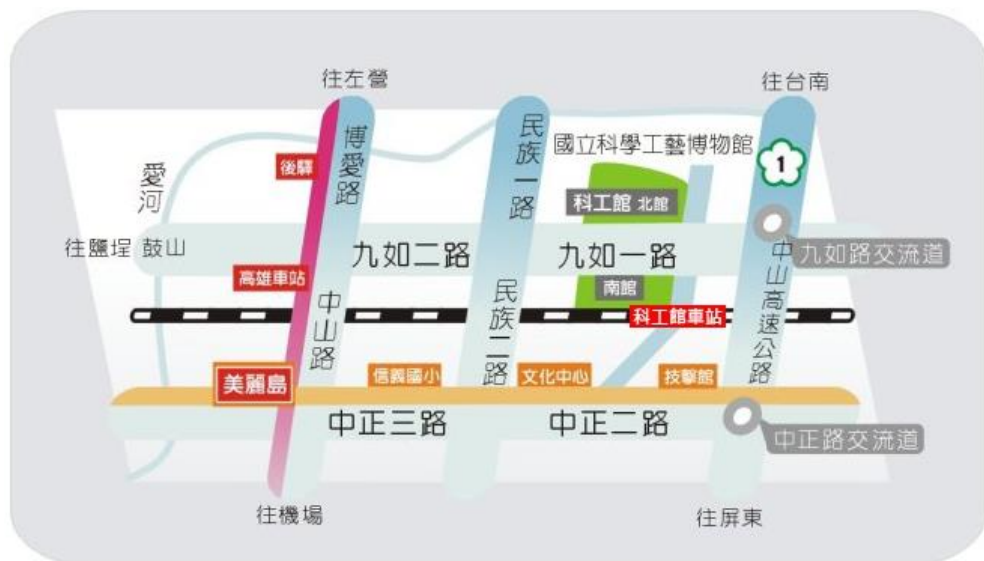 往左營
往台南
博愛路
民族一路
國立科學工藝博物館
1
後驛
愛河
科工館 北館
往鹽埕 鼓山
九如二路
九如一路
九如路交流道
高雄車站
南館
中山高速公路
中山路
民族二路
科工館車站
美麗島
信義國小
文化中心
技擊館
中正三路
中正二路
中正路交流道
往機場
往屏東